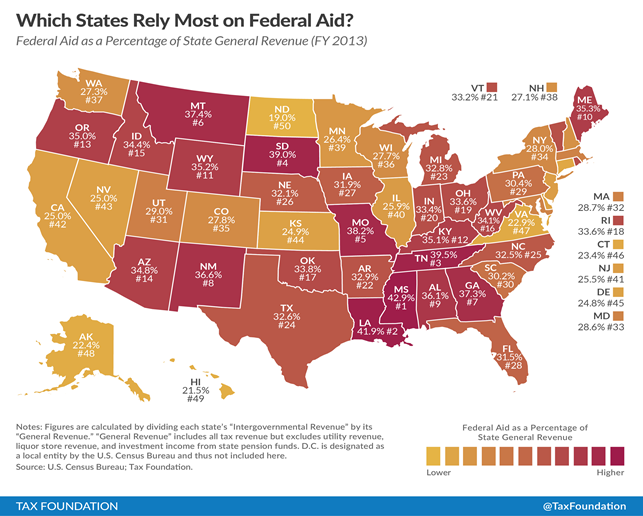 Which States Rely Most on Federal Aid?
Federal Aid as a Percentage of State General Revenue (FY 2013)
WA
27.3%
#37
OR
35.0%
#13
ID
34.4%
#15
MT
37.4%
#6
WY
35.2%
#11
ND
19.0%
#50
SD
39.0%
#4
NE
32.1%
#26
MN
26.4%
#39
WI
27.7%
#36
IA
31.9%
#27
CA
25.0%
#42
NV
25.0%
#43
UT
29.0%
#31
CO
27.8%
#35
KS
24.9%
#44
MO
38.2%
#5
IL
25.9%
#40
IN
33.4%
#20
MI
32.8%
#23
OH
33.6%
#19
WV
34.1%
#16
VA
22.9%
#47
KY
35.1% #12
PA
30.4%
#29
NY
28.0%
#34
VT
33.2% #21
NH
27.1% #38
ME
35.3%
#10
MA
28.7% #32
RI
33.6% #18
CT
23.4% #46
NJ
25.5% #41
DE
24.8% #45
MD
28.6% #33
AZ
34.8%
#14
NM
36.6%
#8
OK
33.8%
#17
TX
32.6%
#24
AR
32.9%
#22
LA
41.9% #2
MS
42.9%
#1
AL
36.1%
#9
GA
37.3%
#7
TN 39.5%
#3
NC
32.5% #25
SC
30.2%
#30
FL
31.5%
#28
AK
22.4%
#48
HI
21.5%
#49
Notes: Figures are calculated by dividing each state's "Intergovernmental Revenue" by its
"General Revenue." "General Revenue" includes all tax revenue but excludes utility revenue,
liquor store revenue, and investment income from state pension funds. D.C. is designated as
a local entity by the U.S. Census Bureau and thus not included here.
Source: U.S. Census Bureau; Tax Foundation.
Federal Aid as a Percentage of
State General Revenue
Lower
Higher
TAX FOUNDATION
@TaxFoundation